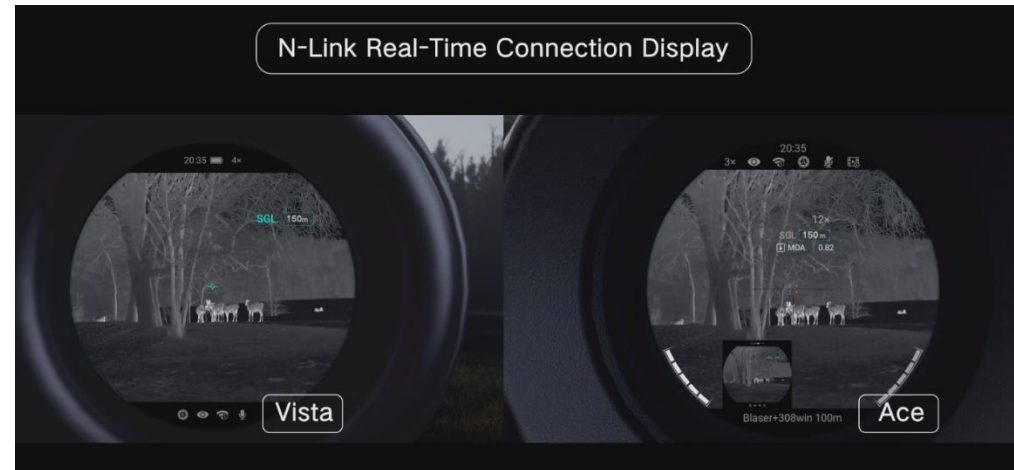 N-Link Real-Time Connection Display
20:35 4×
SGL 150m
Vista
20:35
3×
12×
SGL 150m
MOA 0.82
Blaser+308win 100m
Ace